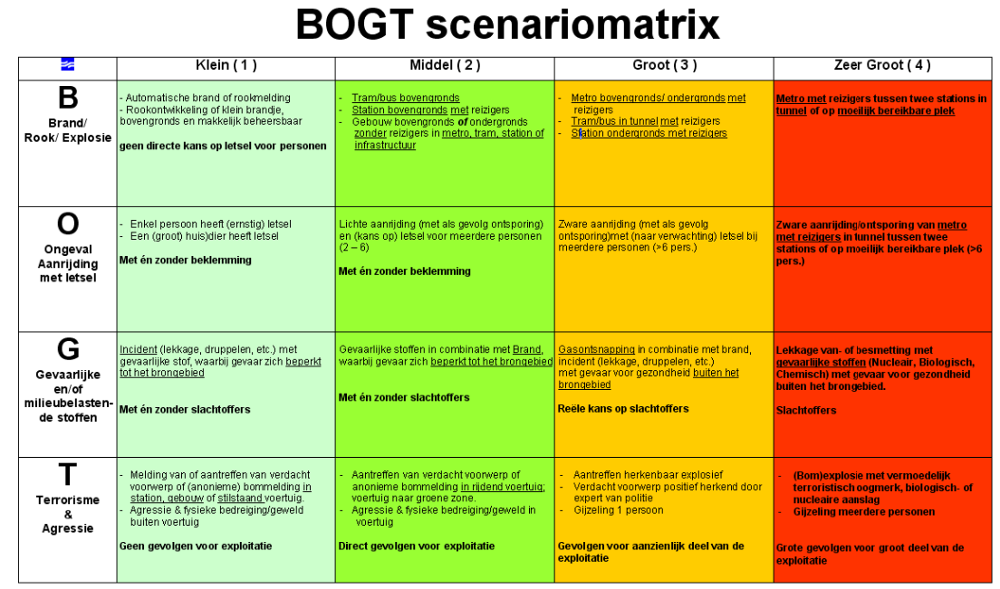 BOGT scenariomatrix
Klein ( 1 )
Middel ( 2 )
Groot ( 3 )
Zeer Groot ( 4 )
B
Brand/
Rook/ Explosie
- Automatische brand of rookmelding
- Rookontwikkeling of klein brandje,
bovengronds en makkelijk beheersbaar
geen directe kans op letsel voor personen
- Tram/bus bovengronds
- Station bovengronds met reizigers
- Gebouw bovengronds of ondergronds
zonder reizigers in metro, tram, station of
infrastructuur
- Metro bovengronds/ ondergronds met
reizigers
- Tram/bus in tunnel met reizigers
- Station ondergronds met reizigers
Metro met reizigers tussen twee stations in
tunnel of op moeilijk bereikbare plek
O
Ongeval
Aanrijding
met letsel
- Enkel persoon heeft (ernstig) letsel
- Een (groot) huis)dier heeft letsel
Met én zonder beklemming
Lichte aanrijding (met als gevolg ontsporing)
en (kans op) letsel voor meerdere personen
(2 – 6)
Met én zonder beklemming
Zware aanrijding (met als gevolg
ontsporing)met (naar verwachting) letsel bij
meerdere personen (>6 pers.)
Zware aanrijding/ontsporing van metro
met reizigers in tunnel tussen twee
stations of op moeilijk bereikbare plek (>6
pers.)
G
Gevaarlijke
en/of
milieubelasten-
de stoffen
Incident (lekkage, druppelen, etc.) met
gevaarlijke stof, waarbij gevaar zich beperkt
tot het brongebied
Met én zonder slachtoffers
Gevaarlijke stoffen in combinatie met Brand,
waarbij gevaar zich beperkt tot het brongebied
Met én zonder slachtoffers
Gasontsnapping in combinatie met brand,
incident (lekkage, druppelen, etc.)
met gevaar voor gezondheid buiten het
brongebied
Reële kans op slachtoffers
Lekkage van- of besmetting met
gevaarlijke stoffen (Nucleair, Biologisch,
Chemisch) met gevaar voor gezondheid
buiten het brongebied.
Slachtoffers
T
Terrorisme
&
Agressie
- Melding van of aantreffen van verdacht
voorwerp of (anonieme) bommelding in
station, gebouw of stilstaand voertuig.
- Agressie & fysieke bedreiging/geweld
buiten voertuig
Geen gevolgen voor exploitatie
- Aantreffen van verdacht voorwerp of
anonieme bommelding in rijdend voertuig;
voertuig naar groene zone.
- Agressie & fysieke bedreiging/geweld in
voertuig
Direct gevolgen voor exploitatie
- Aantreffen herkenbaar explosief
- Verdacht voorwerp positief herkend door
expert van politie
- Gijzeling 1 persoon
Gevolgen voor aanzienlijk deel van de
exploitatie
- (Bom)explosie met vermoedelijk
terroristisch oogmerk, biologisch- of
nucleaire aanslag
- Gijzeling meerdere personen
Grote gevolgen voor groot deel van de
exploitatie